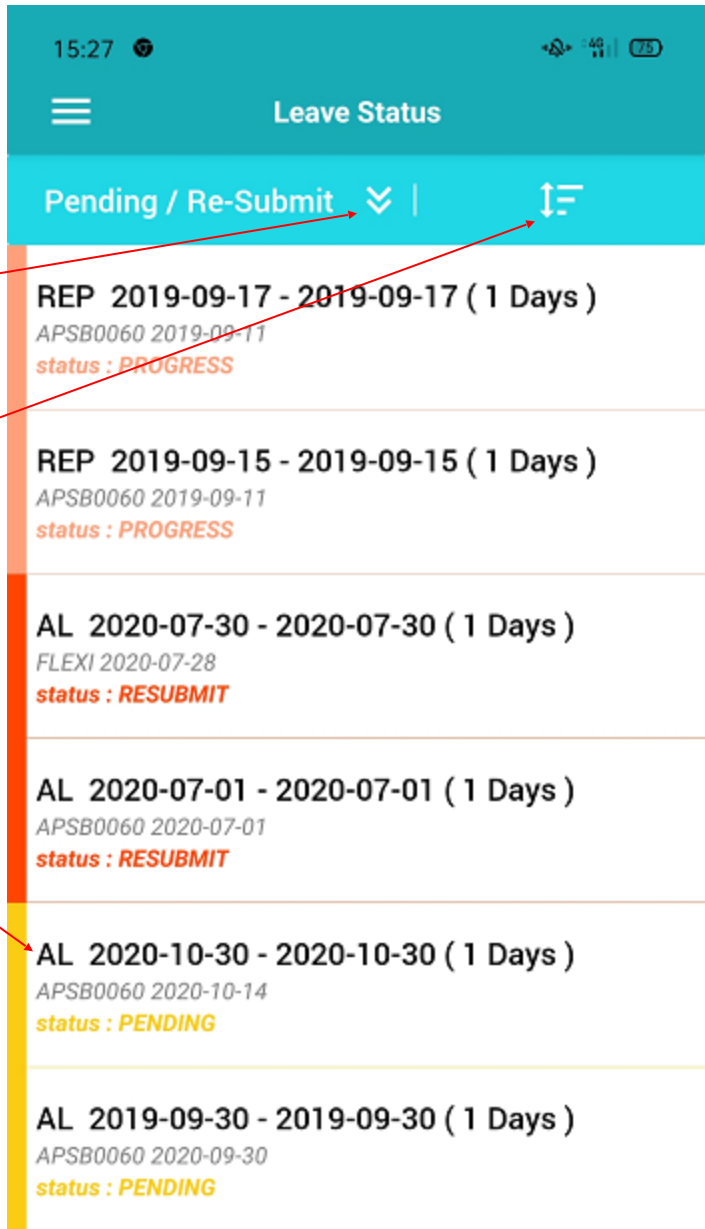 15:27
4G
75
Leave Status
Pending / Re-Submit
REP 2019-09-17 - 2019-09-17 ( 1 Days )
APSB0060 2019-09-11
status : PROGRESS
REP 2019-09-15 - 2019-09-15 ( 1 Days )
APSB0060 2019-09-11
status : PROGRESS
AL 2020-07-30 - 2020-07-30 ( 1 Days )
FLEXI 2020-07-28
status : RESUBMIT
AL 2020-07-01 - 2020-07-01 ( 1 Days )
APSB0060 2020-07-01
status : RESUBMIT
AL 2020-10-30 - 2020-10-30 ( 1 Days )
APSB0060 2020-10-14
status : PENDING
AL 2019-09-30 - 2019-09-30 ( 1 Days )
APSB0060 2020-09-30
status : PENDING